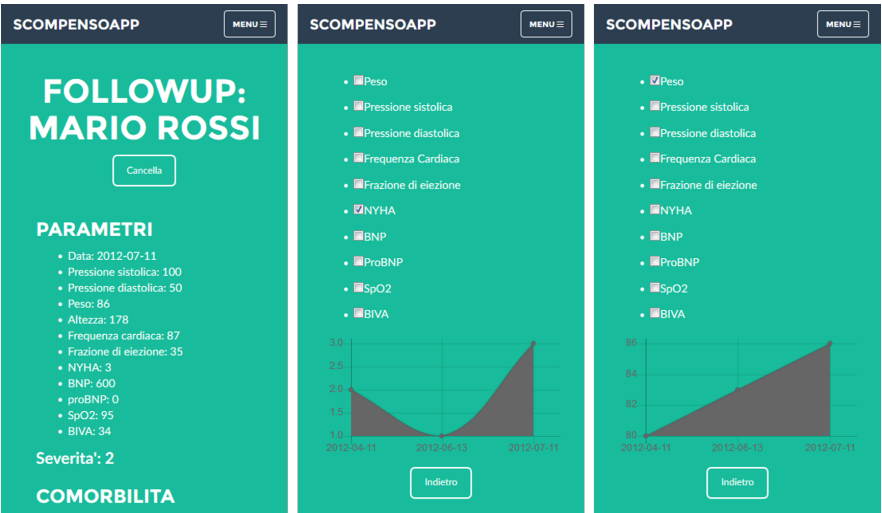 SCOMPENSOAPP
MENU
FOLLOWUP:
MARIO ROSSI
Cancella
PARAMETRI
Data: 2012-07-11
Pressione sistolica: 100
Pressione diastolica: 50
Peso: 86
Altezza: 178
Frequenza cardiaca: 87
Frazione di eiezione: 35
NYHA: 3
BNP: 600
proBNP: 0
SpO2: 95
BIVA: 34
Severita': 2
COMORBILITA
SCOMPENSOAPP
MENU
Peso
Pressione sistolica
Pressione diastolica
Frequenza Cardiaca
Frazione di eiezione
NYHA
BNP
ProBNP
SpO2
BIVA
3.0
2.5
2.0
1.5
1.0
2012-04-11 2012-06-13 2012-07-11
Indietro
SCOMPENSOAPP
MENU
Peso
Pressione sistolica
Pressione diastolica
Frequenza Cardiaca
Frazione di eiezione
NYHA
BNP
ProBNP
SpO2
BIVA
86
84
82
80
2012-04-11 2012-06-13 2012-07-11
Indietro